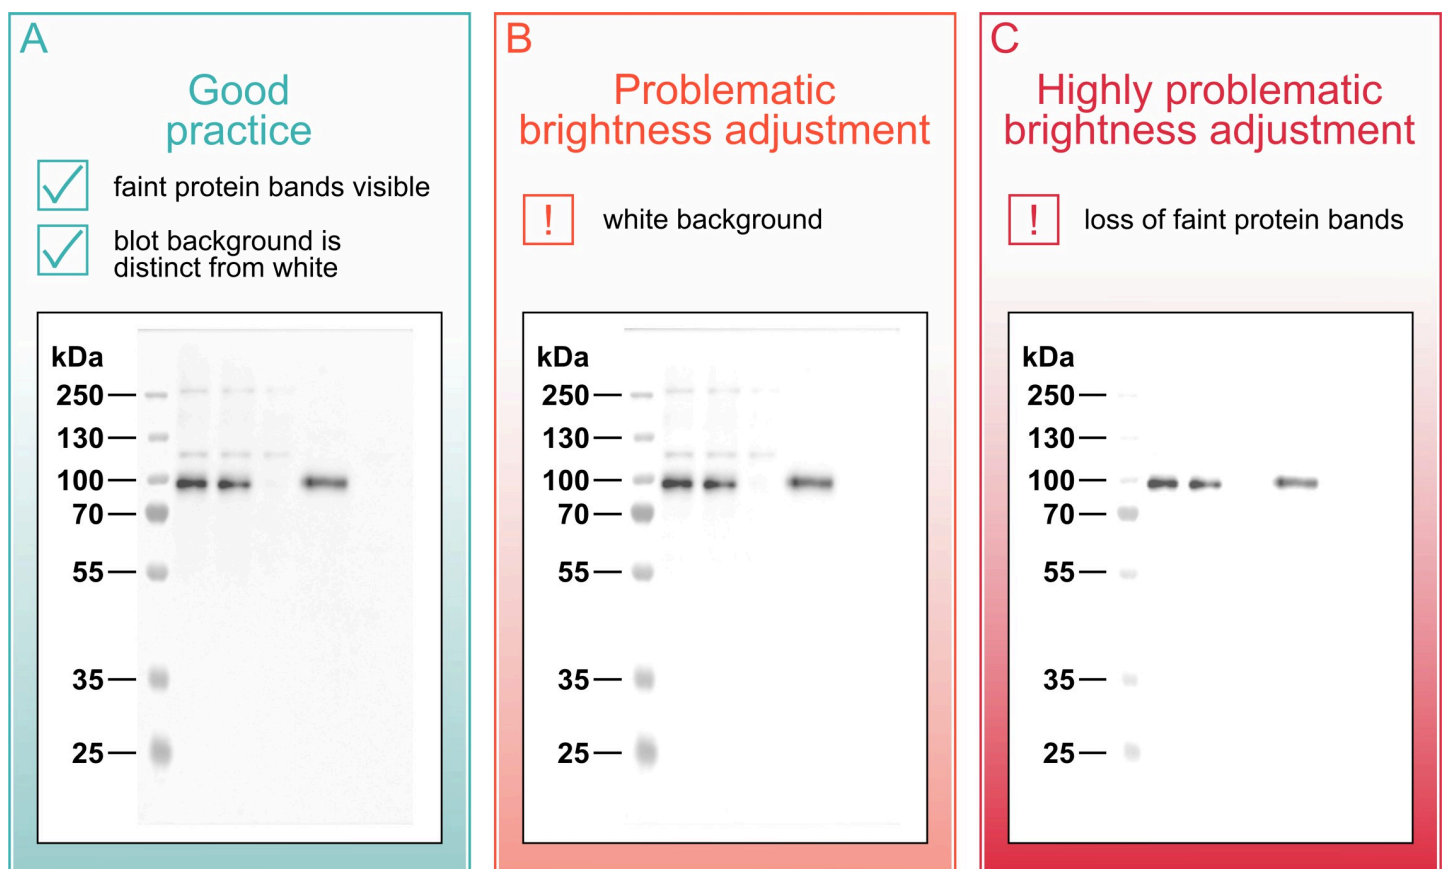 A
Good
practice
faint protein bands visible
blot background is
distinct from white
kDa
250
130
100
70
55
35
25
B
Problematic
brightness adjustment
!
white background
kDa
250
130
100
70
55
35
25
C
Highly problematic
brightness adjustment
!
loss of faint protein bands
kDa
250
130
100
70
55
35
25